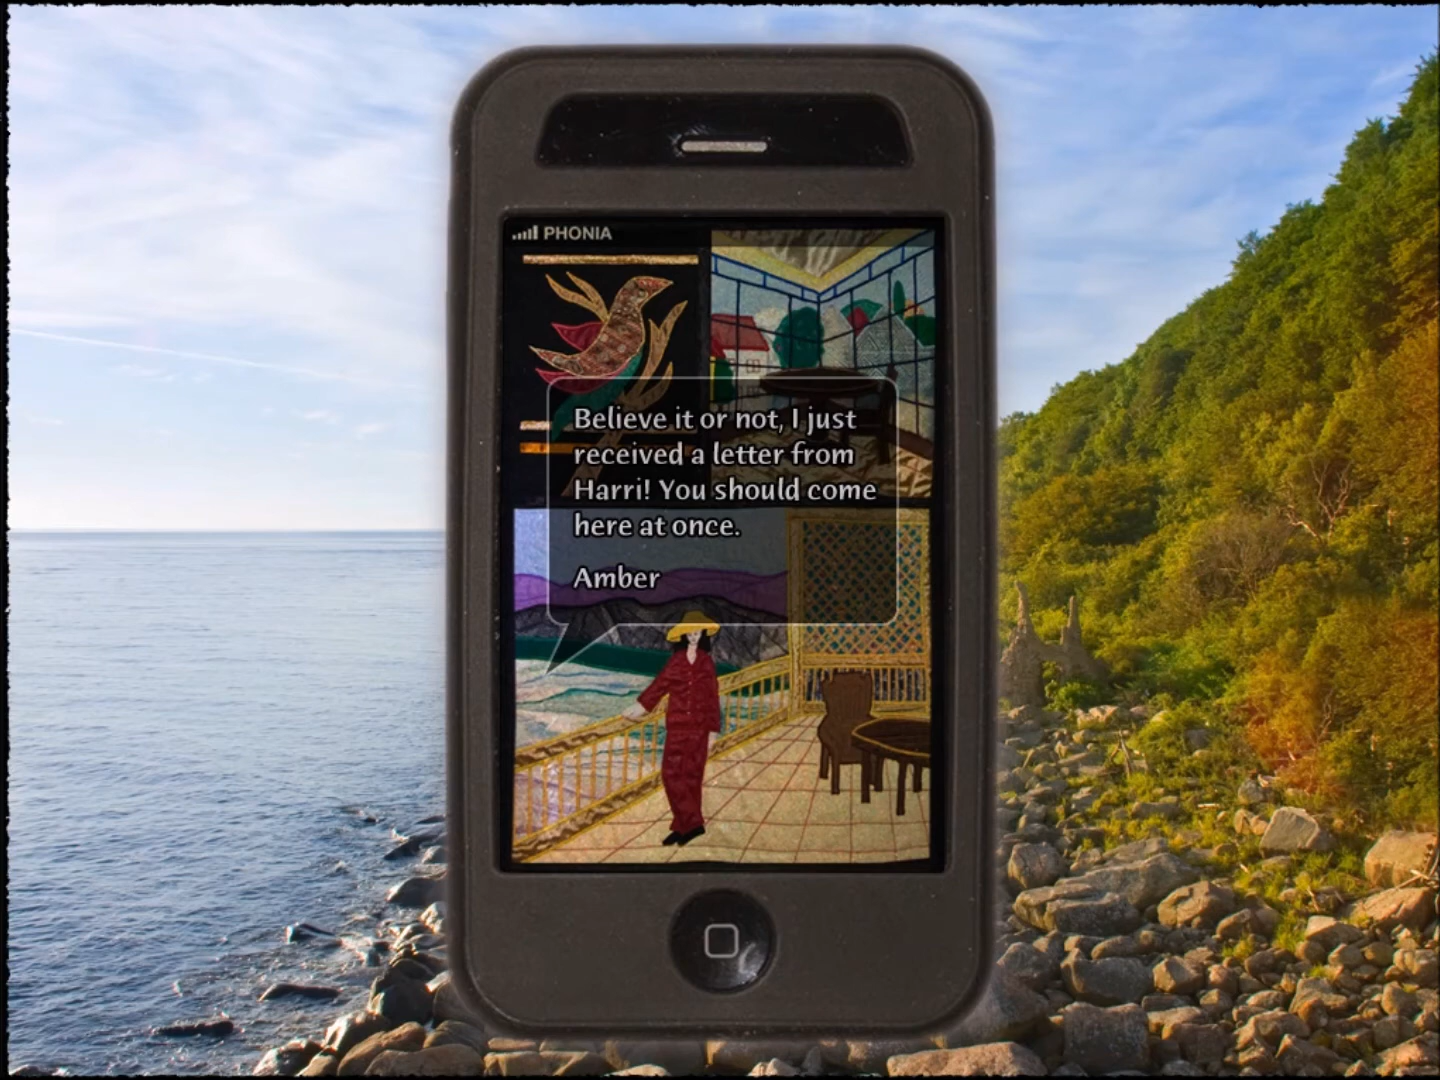 PHONIA
Believe it or not, I just
received a letter from
Harri! You should come
here at once.
Amber